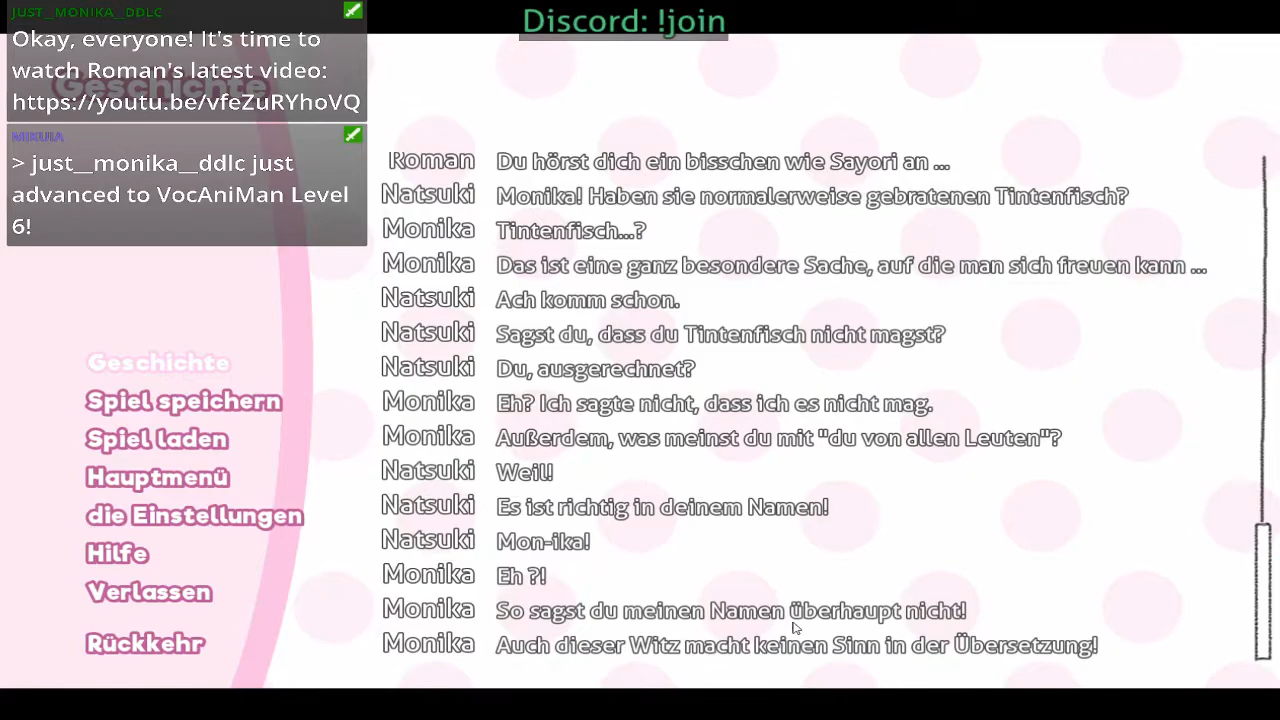 JUST__MONIKA__DDLC
Okay, everyone! It's time to
watch Roman's latest video:
https://youtu.be/vfeZuRYhoVQ
MIKUIA
> just__monika__ddlc just
advanced to VocAniMan Level
6!
Discord: !join
Geschichte
Geschichte
Spiel speichern
Spiel laden
Hauptmenü
die Einstellungen
Hilfe
Verlassen
Rückkehr
Roman Du hörst dich ein bisschen wie Sayori an ...
Natsuki Monika! Haben sie normalerweise gebratenen Tintenfisch?
Monika Tintenfisch...?
Monika Das ist eine ganz besondere Sache, auf die man sich freuen kann ...
Natsuki Ach komm schon.
Natsuki Sagst du, dass du Tintenfisch nicht magst?
Natsuki Du, ausgerechnet?
Monika Eh? Ich sagte nicht, dass ich es nicht mag.
Monika Außerdem, was meinst du mit "du von allen Leuten"?
Natsuki Weil!
Natsuki Es ist richtig in deinem Namen!
Natsuki Mon-ika!
Monika Eh ?!
Monika So sagst du meinen Namen überhaupt nicht!
Monika Auch dieser Witz macht keinen Sinn in der Übersetzung!